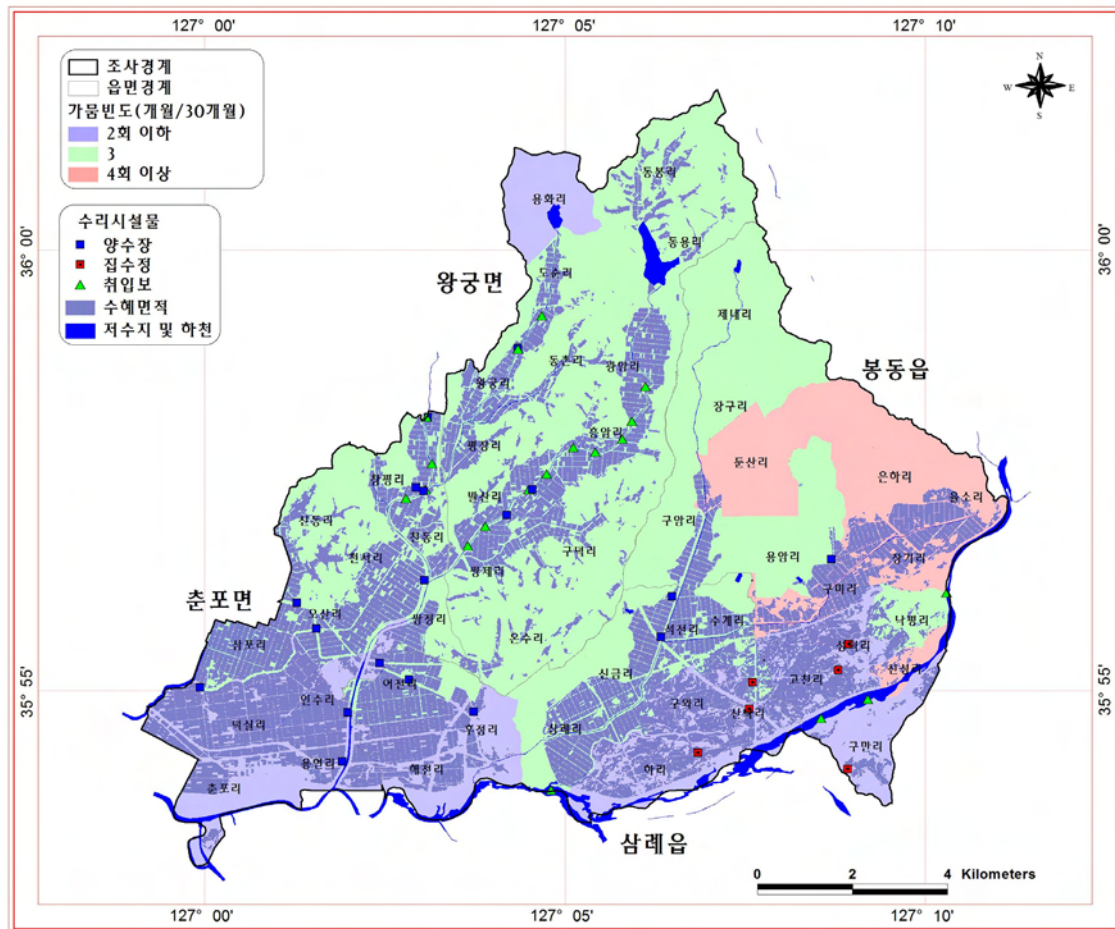 127° 00'
127° 05'
127° 10'
조사경계
읍면경계
가뭄빈도(개월/30개월)
2회 이하
3
4회 이상
수리시설물
양수장
집수정
취입보
수혜면적
저수지 및 하천
N
W
E
S
36° 00'
36° 00'
35° 55'
35° 55'
동봉리
용화리
동용리
왕궁면
도순리
제내리
동촌리
광암리
봉동읍
왕궁리
장구리
흥암리
평장리
둔산리
은하리
창평리
발산리
율소리
신동리
구암리
천서리
구덕리
용암리
장기리
광제리
구미리
춘포면
오산리
쌍정리
수계리
낙평리
삼포리
온수리
석전리
어전리
신금리
고천리
신성리
인수리
구와리
덕실리
후정리
삼례리
구만리
용연리
해전리
하리
춘포리
삼례읍
0
2
4 Kilometers
127° 00'
127° 05'
127° 10'